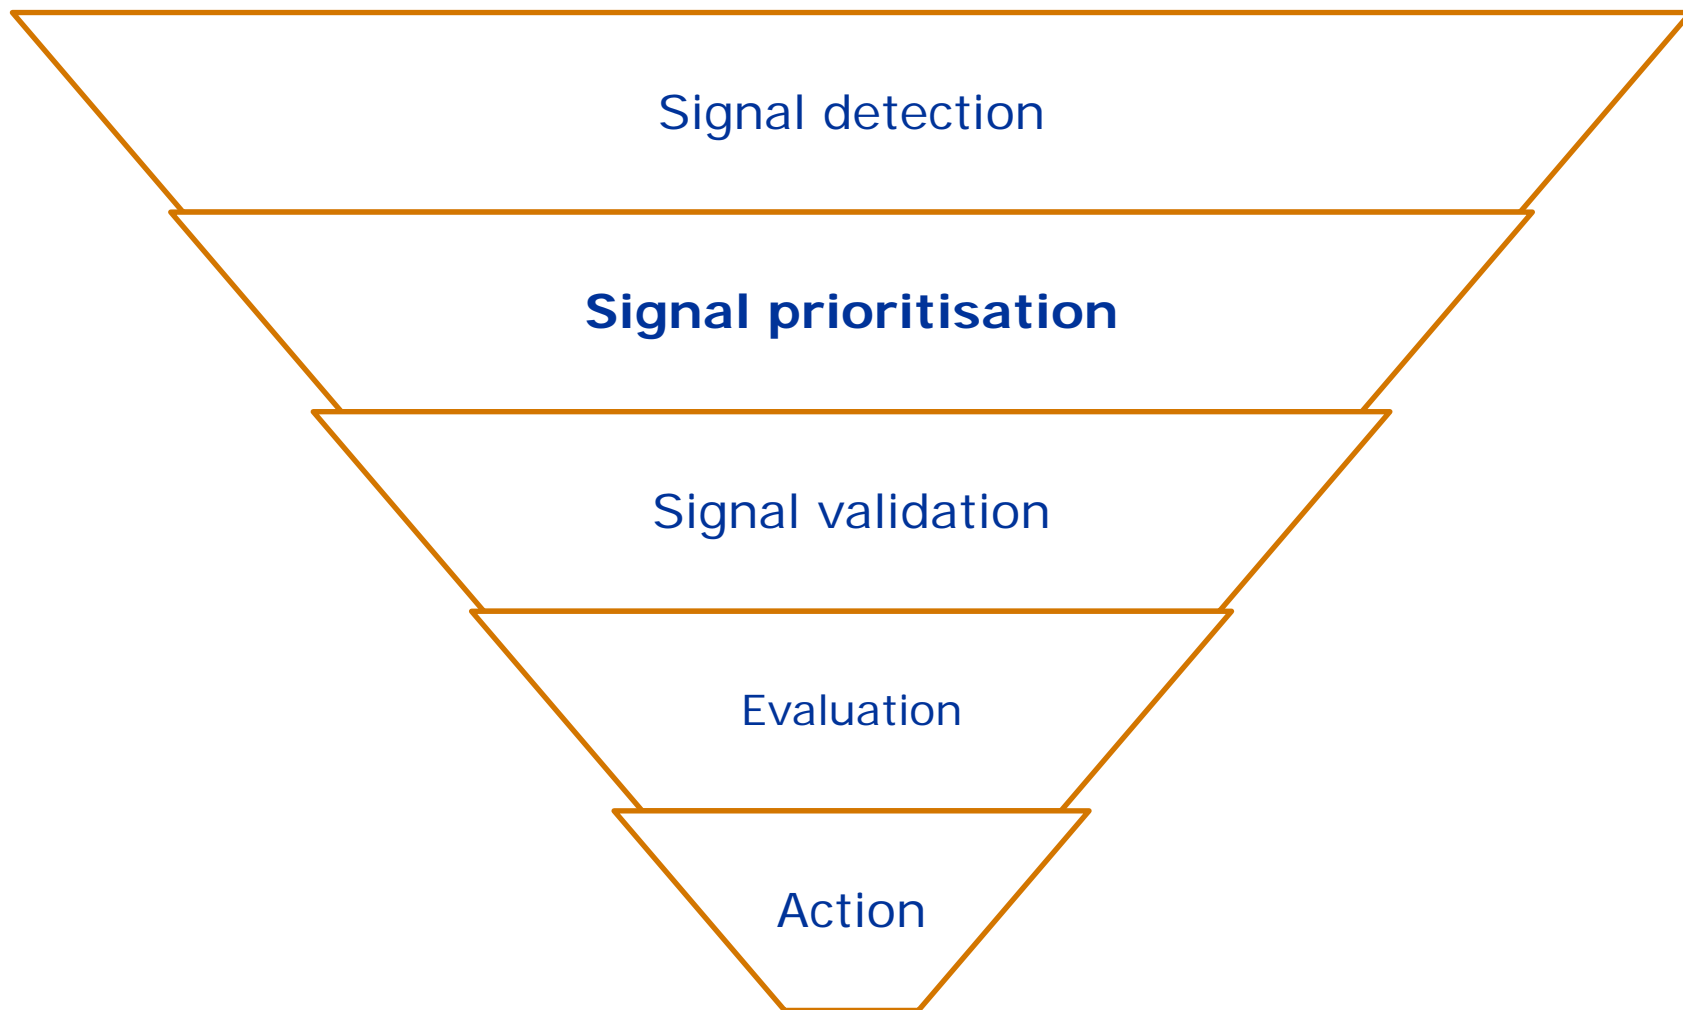 Signal detection
Signal prioritisation
Signal validation
Evaluation
Action